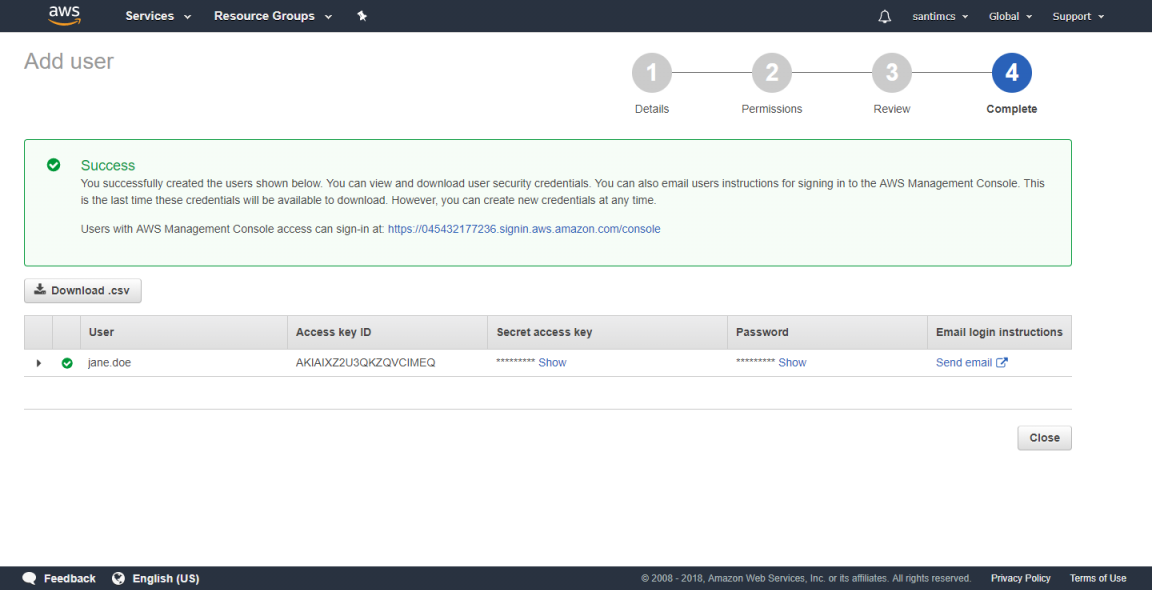 aws Services Resource Groups santimcs Global Support
Add user
1 2 3 4
Details Permissions Review Complete
Success
You successfully created the users shown below. You can view and download user security credentials. You can also email users instructions for signing in to the AWS Management Console. This
is the last time these credentials will be available to download. However, you can create new credentials at any time.
Users with AWS Management Console access can sign-in at: https://045432177236.signin.aws.amazon.com/console
Download .csv
User Access key ID Secret access key Password Email login instructions
jane.doe AKIAIXZ2U3QKZQVCIMEQ ********* Show ********* Show Send email
Close
Feedback English (US) © 2008 - 2018, Amazon Web Services, Inc. or its affiliates. All rights reserved. Privacy Policy Terms of Use